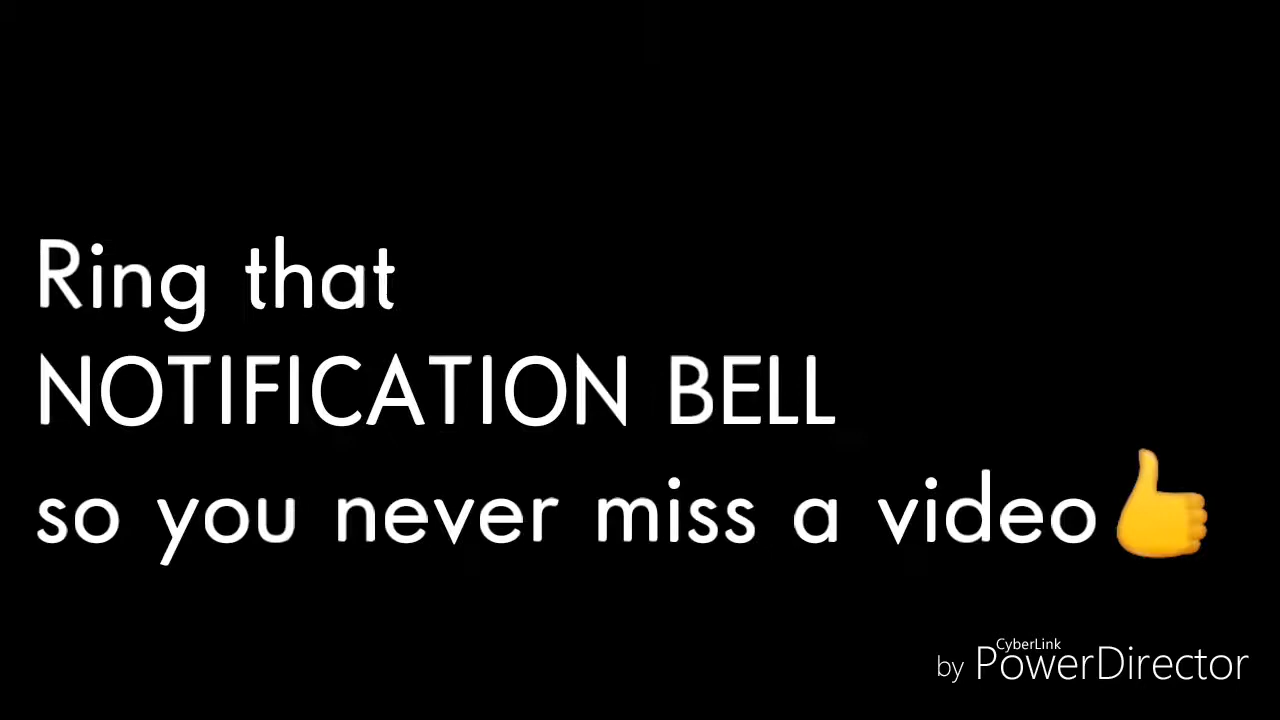 Ring that
NOTIFICATION BELL
so you never miss a video👍
CyberLink
by PowerDirector